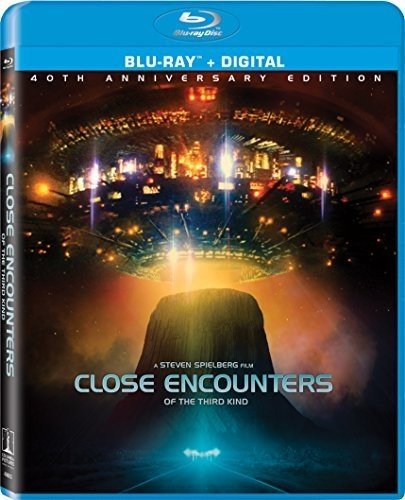 Blu-ray Disc
BLU-RAY™ + DIGITAL
40TH ANNIVERSARY EDITION
A STEVEN SPIELBERG FILM
CLOSE ENCOUNTERS
OF THE THIRD KIND
CLOSE ENCOUNTERS
OF THE THIRD KIND